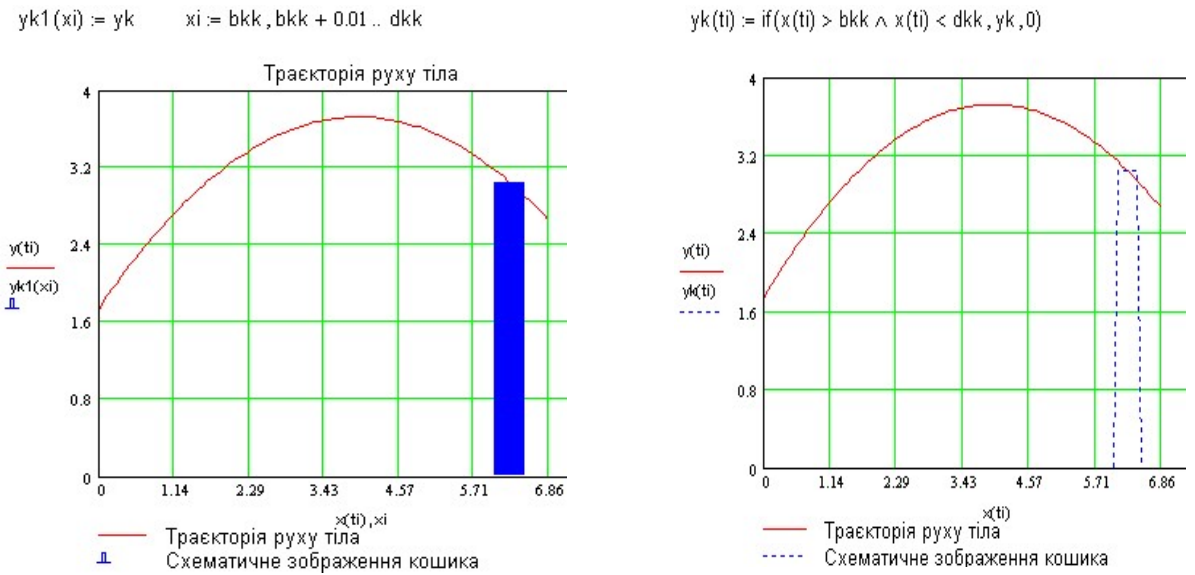 yk1(xi) := yk xi := bkk , bkk + 0.01 .. dkk
Траєкторія руху тіла
4
3.2
2.4
1.6
0.8
0
y(ti)
yk1(xi)
0 1.14 2.29 3.43 4.57 5.71 6.86
x(ti),xi
Траєкторія руху тіла
Схематичне зображення кошика
yk(ti) := if(x(ti) > bkk ∧ x(ti) < dkk , yk , 0)
4
3.2
2.4
1.6
0.8
0
y(ti)
yk(ti)
0 1.14 2.29 3.43 4.57 5.71 6.86
x(ti)
Траєкторія руху тіла
Схематичне зображення кошика